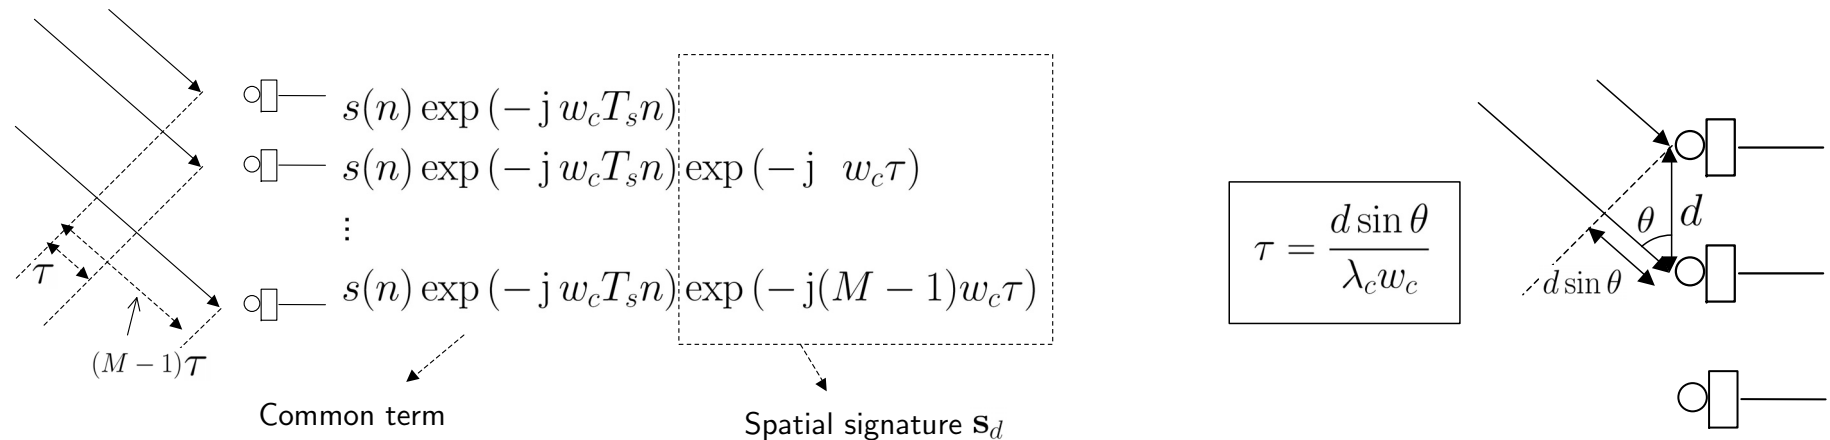 s(n) exp (− j w_c T_s n)
s(n) exp (− j w_c T_s n) exp (− j w_c τ)
⋮
s(n) exp (− j w_c T_s n) exp (− j(M − 1)w_c τ)
τ
(M − 1)τ
Common term
Spatial signature s_d
τ = d sin θ / λ_c w_c
θ
d
d sin θ